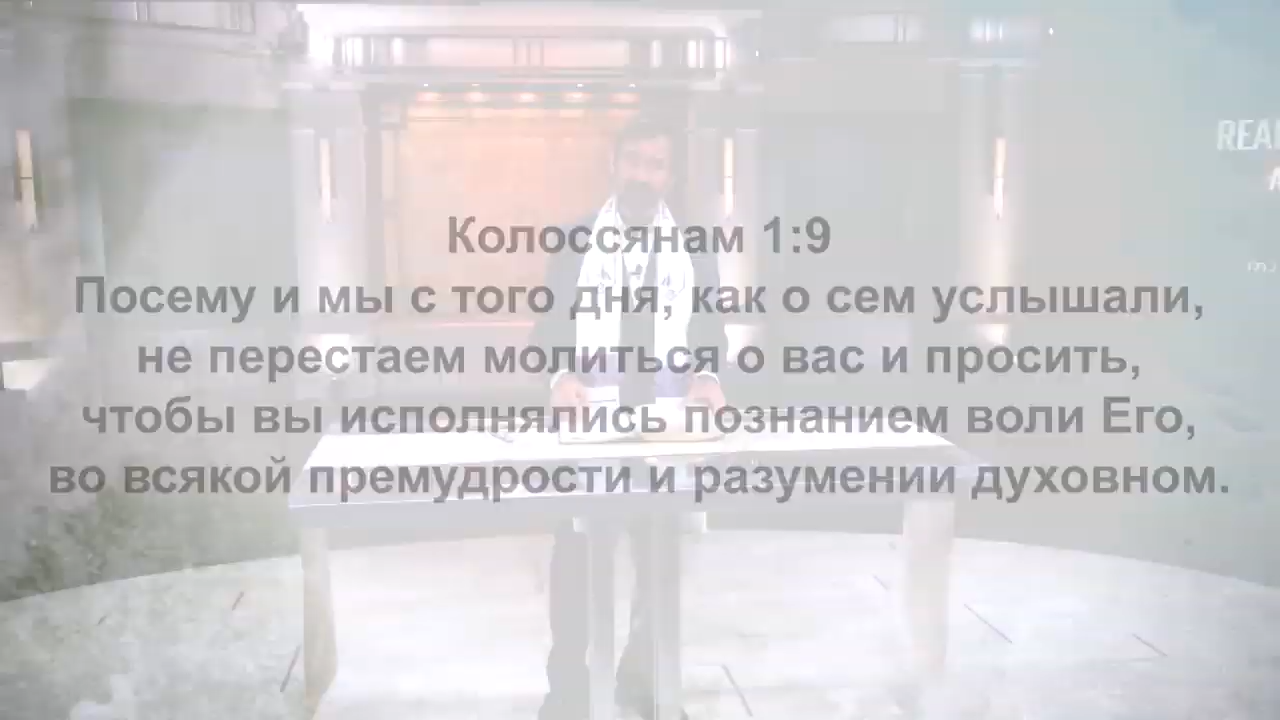 Колоссянам 1:9
Посему и мы с того дня, как о сем услышали,
не перестаем молиться о вас и просить,
чтобы вы исполнялись познанием воли Его,
во всякой премудрости и разумении духовном.